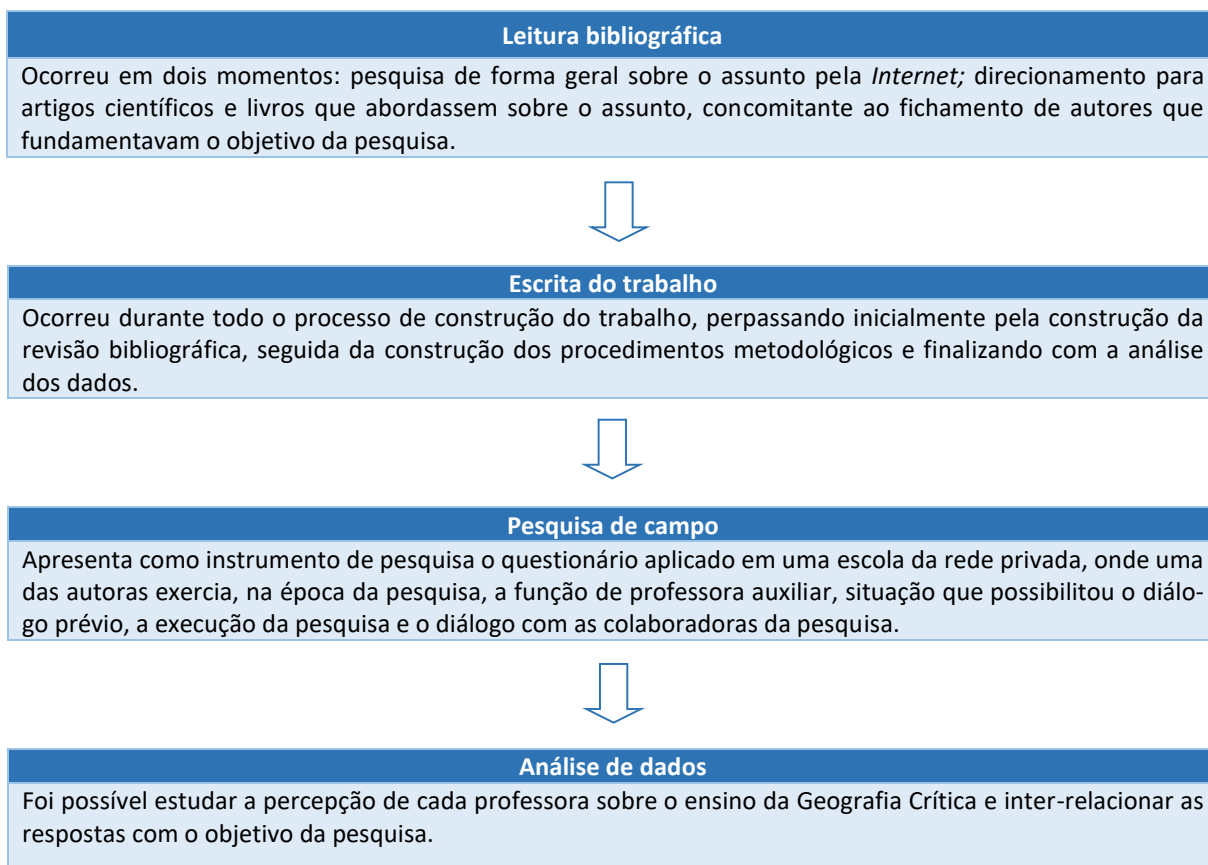 Leitura bibliográfica
Ocorreu em dois momentos: pesquisa de forma geral sobre o assunto pela Internet; direcionamento para
artigos científicos e livros que abordassem sobre o assunto, concomitante ao fichamento de autores que
fundamentavam o objetivo da pesquisa.
Escrita do trabalho
Ocorreu durante todo o processo de construção do trabalho, perpassando inicialmente pela construção da
revisão bibliográfica, seguida da construção dos procedimentos metodológicos e finalizando com a análise
dos dados.
Pesquisa de campo
Apresenta como instrumento de pesquisa o questionário aplicado em uma escola da rede privada, onde uma
das autoras exercia, na época da pesquisa, a função de professora auxiliar, situação que possibilitou o diálo-
go prévio, a execução da pesquisa e o diálogo com as colaboradoras da pesquisa.
Análise de dados
Foi possível estudar a percepção de cada professora sobre o ensino da Geografia Crítica e inter-relacionar as
respostas com o objetivo da pesquisa.